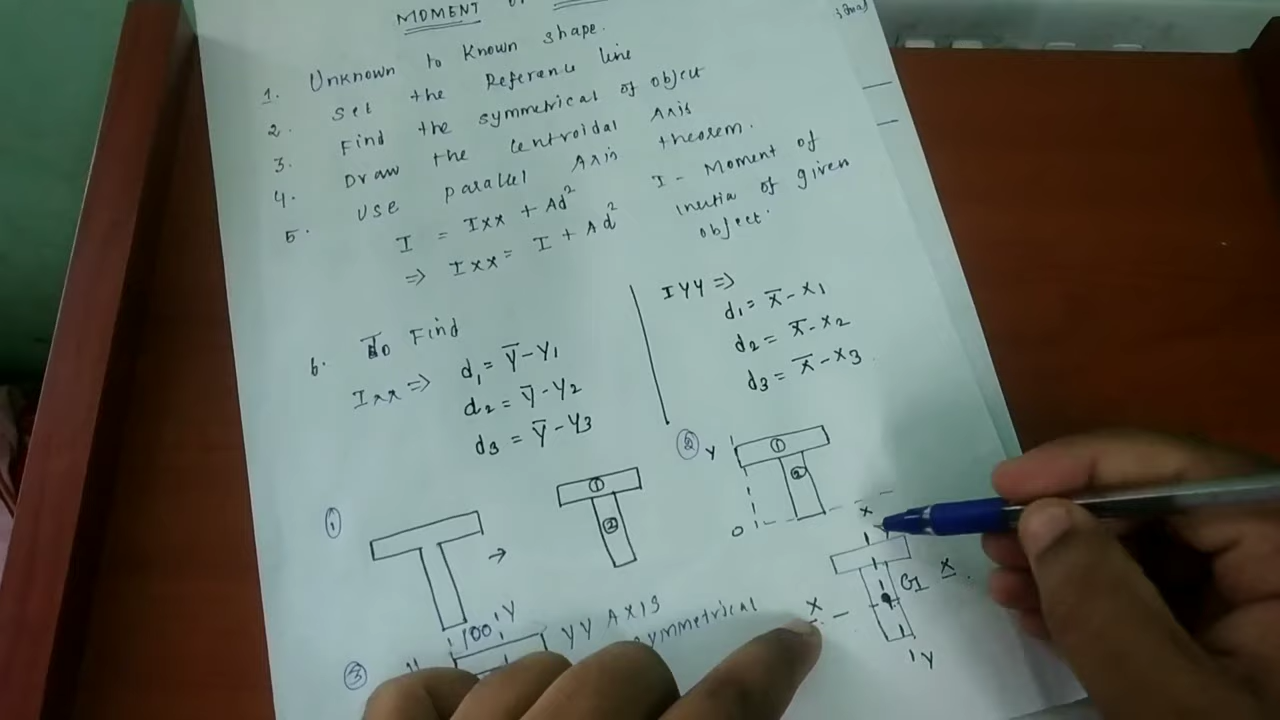 MOMENT
1. Unknown to Known shape.
2. Set the Reference line
3. Find the symmetrical of object
4. Draw the centroidal Axis
5. Use parallel Axis theorem.
I = Ixx + Ad²
⇒ Ixx = I + Ad²
I - Moment of
inertia of given
object.
6. To Find
Ixx ⇒ d₁ = ȳ - y₁
d₂ = ȳ - y₂
d₃ = ȳ - y₃
IYY ⇒
d₁ = x̄ - x₁
d₂ = x̄ - x₂
d₃ = x̄ - x₃
① → ① ②
② Y ① ② O X
③ 100 Y
YY AXIS
symmetrical
X Y G1 X
Y